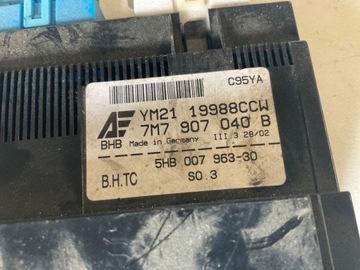 C95YA
YM21 19988CCW
7M7 907 040 B
BHB Made in Germany III 3 28/02
5HB 007 963-30
B.H.TC SO.3